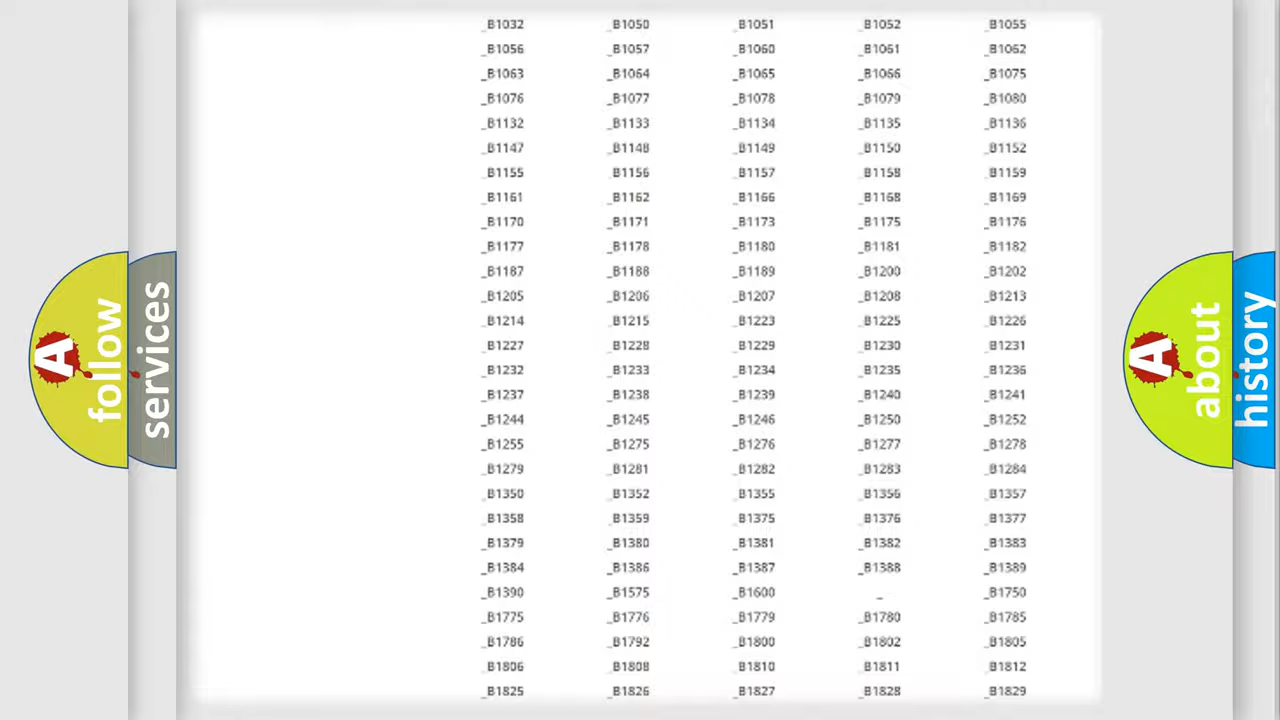 _B1032 _B1050 _B1051 _B1052 _B1055
_B1056 _B1057 _B1060 _B1061 _B1062
_B1063 _B1064 _B1065 _B1066 _B1075
_B1076 _B1077 _B1078 _B1079 _B1080
_B1132 _B1133 _B1134 _B1135 _B1136
_B1147 _B1148 _B1149 _B1150 _B1152
_B1155 _B1156 _B1157 _B1158 _B1159
_B1161 _B1162 _B1166 _B1168 _B1169
_B1170 _B1171 _B1173 _B1175 _B1176
_B1177 _B1178 _B1180 _B1181 _B1182
_B1187 _B1188 _B1189 _B1200 _B1202
_B1205 _B1206 _B1207 _B1208 _B1213
_B1214 _B1215 _B1223 _B1225 _B1226
_B1227 _B1228 _B1229 _B1230 _B1231
_B1232 _B1233 _B1234 _B1235 _B1236
_B1237 _B1238 _B1239 _B1240 _B1241
_B1244 _B1245 _B1246 _B1250 _B1252
_B1255 _B1275 _B1276 _B1277 _B1278
_B1279 _B1281 _B1282 _B1283 _B1284
_B1350 _B1352 _B1355 _B1356 _B1357
_B1358 _B1359 _B1375 _B1376 _B1377
_B1379 _B1380 _B1381 _B1382 _B1383
_B1384 _B1386 _B1387 _B1388 _B1389
_B1390 _B1575 _B1600 _ _B1750
_B1775 _B1776 _B1779 _B1780 _B1785
_B1786 _B1792 _B1800 _B1802 _B1805
_B1806 _B1808 _B1810 _B1811 _B1812
_B1825 _B1826 _B1827 _B1828 _B1829
A
follow
services
A
about
history